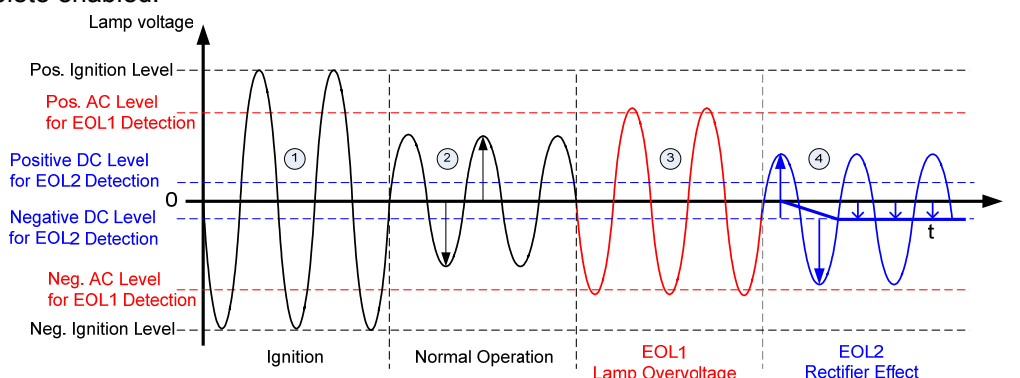 Lamp voltage
Pos. Ignition Level
Pos. AC Level
for EOL1 Detection
Positive DC Level
for EOL2 Detection
0
Negative DC Level
for EOL2 Detection
Neg. AC Level
for EOL1 Detection
Neg. Ignition Level
1
2
3
4
t
Ignition
Normal Operation
EOL1
Lamp Overvoltage
EOL2
Rectifier Effect